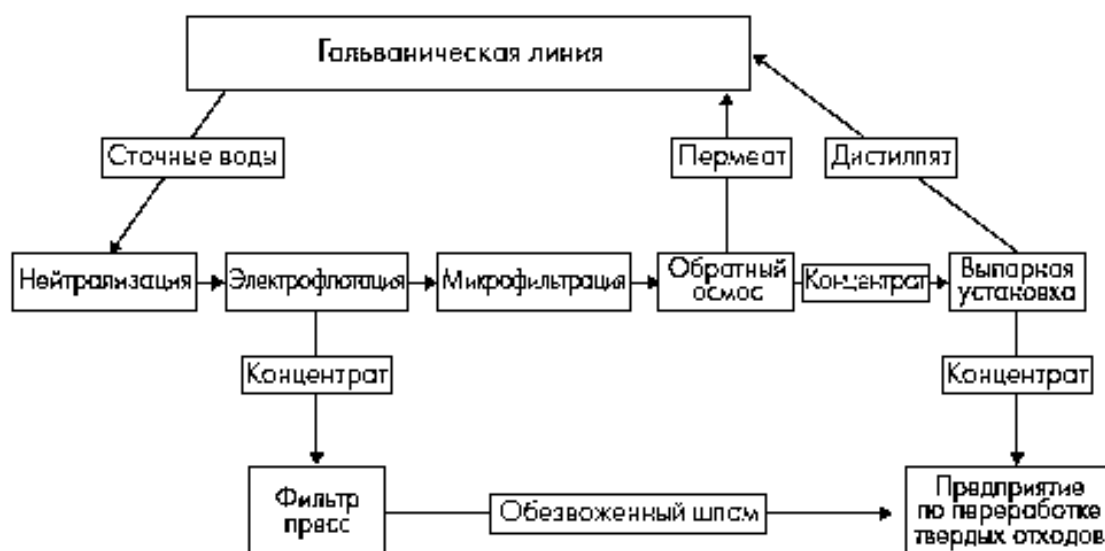 Гальваническая линия
Сточные воды
Пермеат
Дистиллят
Нейтрализация
Электрофлотация
Микрофильтрация
Обратный
осмос
Концентрат
Выпарная
установка
Концентрат
Концентрат
Фильтр
пресс
Обезвоженный шлам
Предприятие
по переработке
твердых отходов